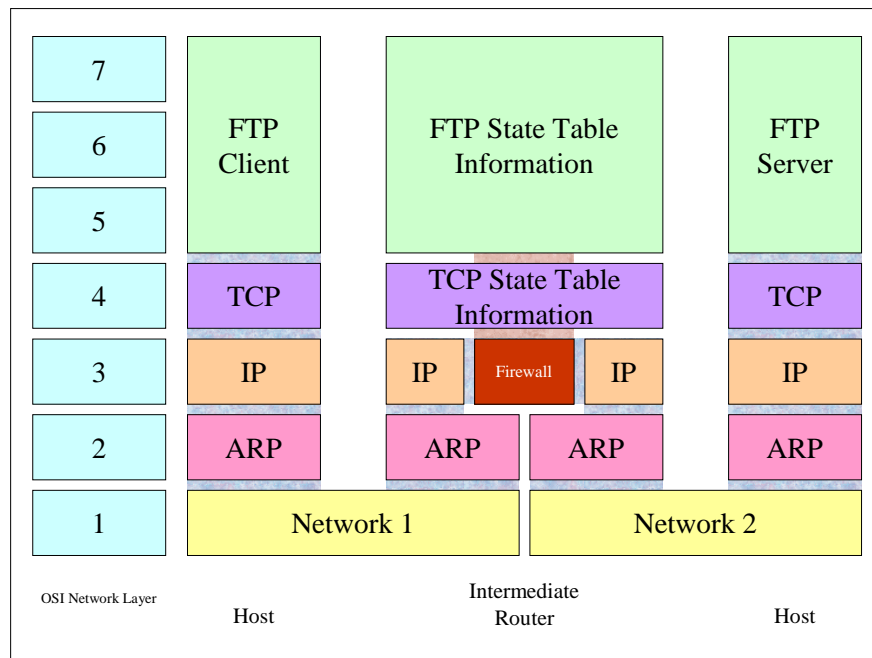 7
6
5
4
3
2
1
FTP
Client
FTP State Table
Information
FTP
Server
TCP
TCP State Table
Information
TCP
IP
IP
Firewall
IP
IP
ARP
ARP
ARP
ARP
Network 1
Network 2
OSI Network Layer
Host
Intermediate
Router
Host